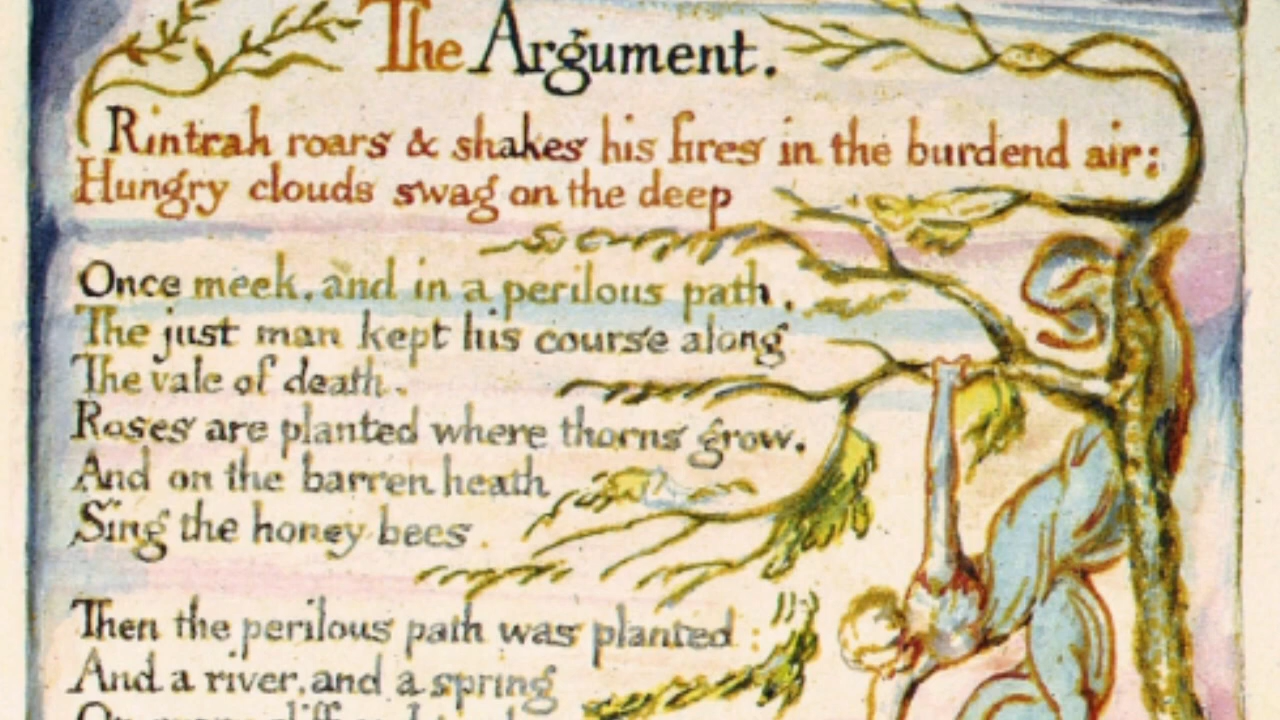 The Argument.
Rintrah roars & shakes his fires in the burdend air;
Hungry clouds swag on the deep
Once meek, and in a perilous path,
The just man kept his course along
The vale of death.
Roses are planted where thorns grow.
And on the barren heath
Sing the honey bees.
Then the perilous path was planted:
And a river, and a spring